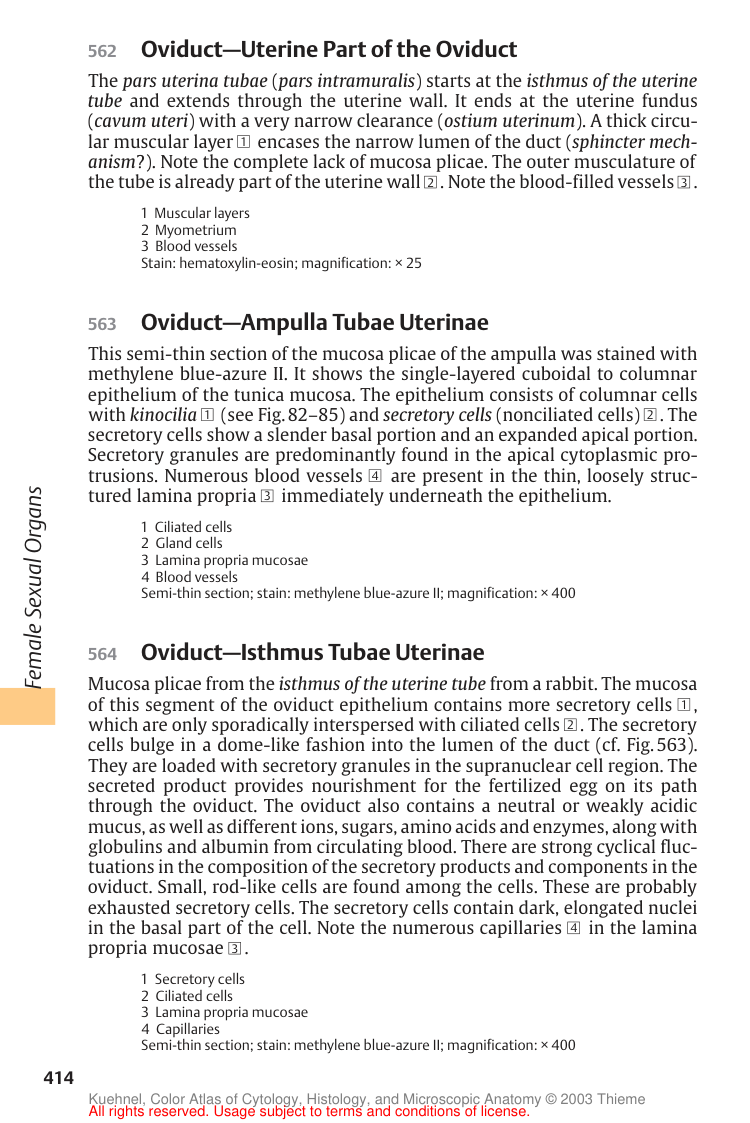 562 Oviduct—Uterine Part of the Oviduct
The pars uterina tubae (pars intramuralis) starts at the isthmus of the uterine
tube and extends through the uterine wall. It ends at the uterine fundus
(cavum uteri) with a very narrow clearance (ostium uterinum). A thick circu-
lar muscular layer 1 encases the narrow lumen of the duct (sphincter mech-
anism?). Note the complete lack of mucosa plicae. The outer musculature of
the tube is already part of the uterine wall 2. Note the blood-filled vessels 3.
1 Muscular layers
2 Myometrium
3 Blood vessels
Stain: hematoxylin-eosin; magnification: × 25
563 Oviduct—Ampulla Tubae Uterinae
This semi-thin section of the mucosa plicae of the ampulla was stained with
methylene blue-azure II. It shows the single-layered cuboidal to columnar
epithelium of the tunica mucosa. The epithelium consists of columnar cells
with kinocilia 1 (see Fig. 82–85) and secretory cells (nonciliated cells) 2. The
secretory cells show a slender basal portion and an expanded apical portion.
Secretory granules are predominantly found in the apical cytoplasmic pro-
trusions. Numerous blood vessels 4 are present in the thin, loosely struc-
tured lamina propria 3 immediately underneath the epithelium.
1 Ciliated cells
2 Gland cells
3 Lamina propria mucosae
4 Blood vessels
Semi-thin section; stain: methylene blue-azure II; magnification: × 400
Female Sexual Organs
564 Oviduct—Isthmus Tubae Uterinae
Mucosa plicae from the isthmus of the uterine tube from a rabbit. The mucosa
of this segment of the oviduct epithelium contains more secretory cells 1,
which are only sporadically interspersed with ciliated cells 2. The secretory
cells bulge in a dome-like fashion into the lumen of the duct (cf. Fig. 563).
They are loaded with secretory granules in the supranuclear cell region. The
secreted product provides nourishment for the fertilized egg on its path
through the oviduct. The oviduct also contains a neutral or weakly acidic
mucus, as well as different ions, sugars, amino acids and enzymes, along with
globulins and albumin from circulating blood. There are strong cyclical fluc-
tuations in the composition of the secretory products and components in the
oviduct. Small, rod-like cells are found among the cells. These are probably
exhausted secretory cells. The secretory cells contain dark, elongated nuclei
in the basal part of the cell. Note the numerous capillaries 4 in the lamina
propria mucosae 3.
1 Secretory cells
2 Ciliated cells
3 Lamina propria mucosae
4 Capillaries
Semi-thin section; stain: methylene blue-azure II; magnification: × 400
414
Kuehnel, Color Atlas of Cytology, Histology, and Microscopic Anatomy © 2003 Thieme
All rights reserved. Usage subject to terms and conditions of license.